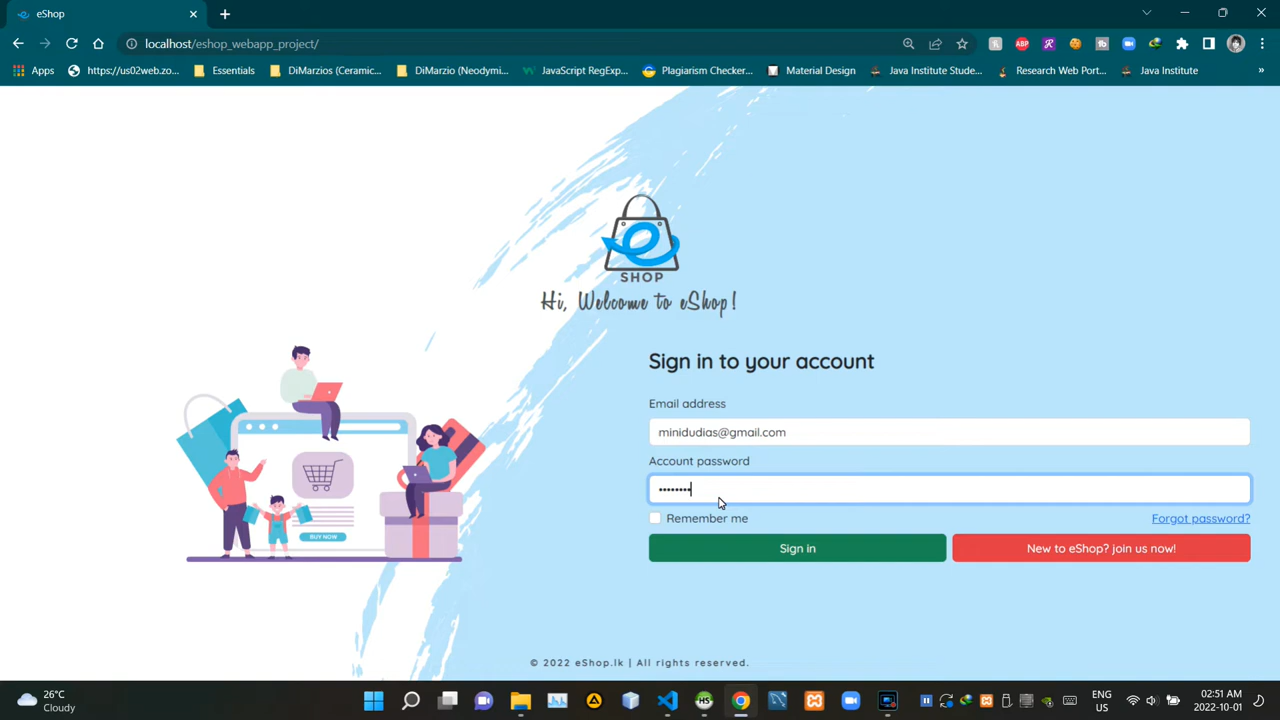 eShop
localhost/eshop_webapp_project/
ABP
Apps
https://us02web.zo...
Essentials
DiMarzios (Ceramic...
DiMarzio (Neodymi...
JavaScript RegExp...
Plagiarism Checker...
Material Design
Java Institute Stude...
Research Web Port...
Java Institute
»
e
SHOP
Hi, Welcome to eShop!
Sign in to your account
Email address
minidudias@gmail.com
Account password
••••••••
Remember me
Forgot password?
Sign in
New to eShop? join us now!
BUY NOW
© 2022 eShop.lk | All rights reserved.
26°C
Cloudy
HS
ENG
US
02:51 AM
2022-10-01